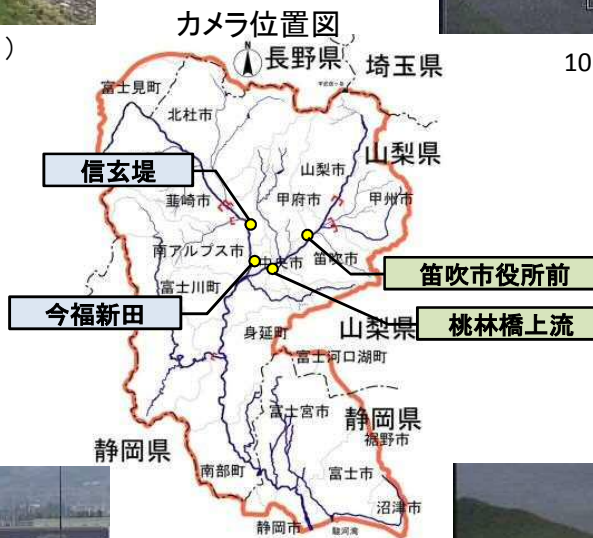 カメラ位置図
)
10
N
長野県
埼玉県
富士見町
北杜市
山梨県
山梨市
信玄堤
韮崎市
甲府市
甲州市
南アルプス市
中央市
笛吹市
笛吹市役所前
富士川町
今福新田
山梨県
桃林橋上流
身延町
富士河口湖町
富士宮市
静岡県
裾野市
静岡県
南部町
富士市
沼津市
静岡市
駿河湾